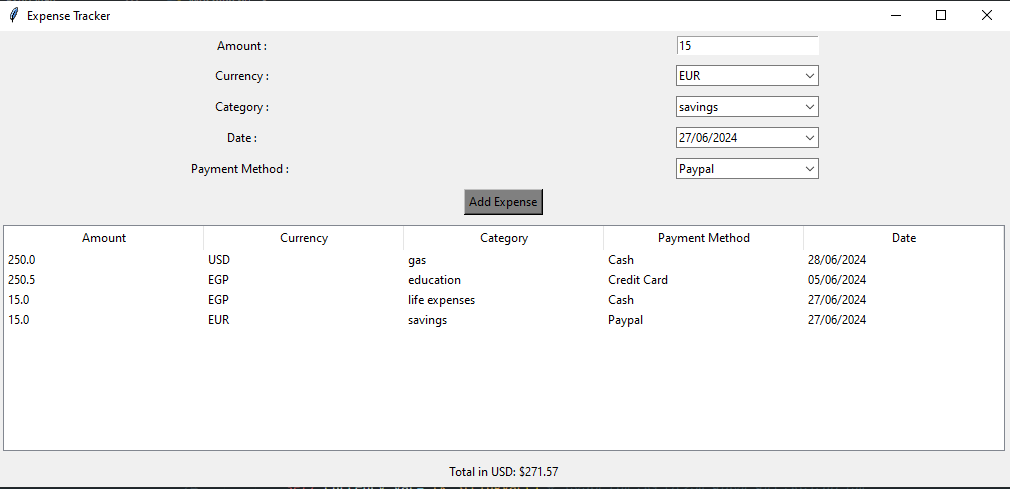 Expense Tracker
Amount : 15
Currency : EUR
Category : savings
Date : 27/06/2024
Payment Method : Paypal
Add Expense
Amount Currency Category Payment Method Date
250.0 USD gas Cash 28/06/2024
250.5 EGP education Credit Card 05/06/2024
15.0 EGP life expenses Cash 27/06/2024
15.0 EUR savings Paypal 27/06/2024
Total in USD: $271.57